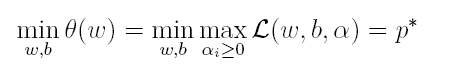 min_{w,b} θ(w) = min_{w,b} max_{α_i≥0} 𝓛(w, b, α) = p*